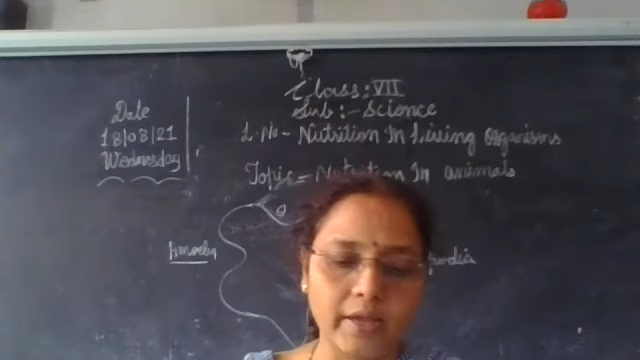 Date
18/08/21
Wednesday
Class: VII
Sub :- Science
L. No - Nutrition In Living Organisms
Topic - Nutrition In animals
Amoeba